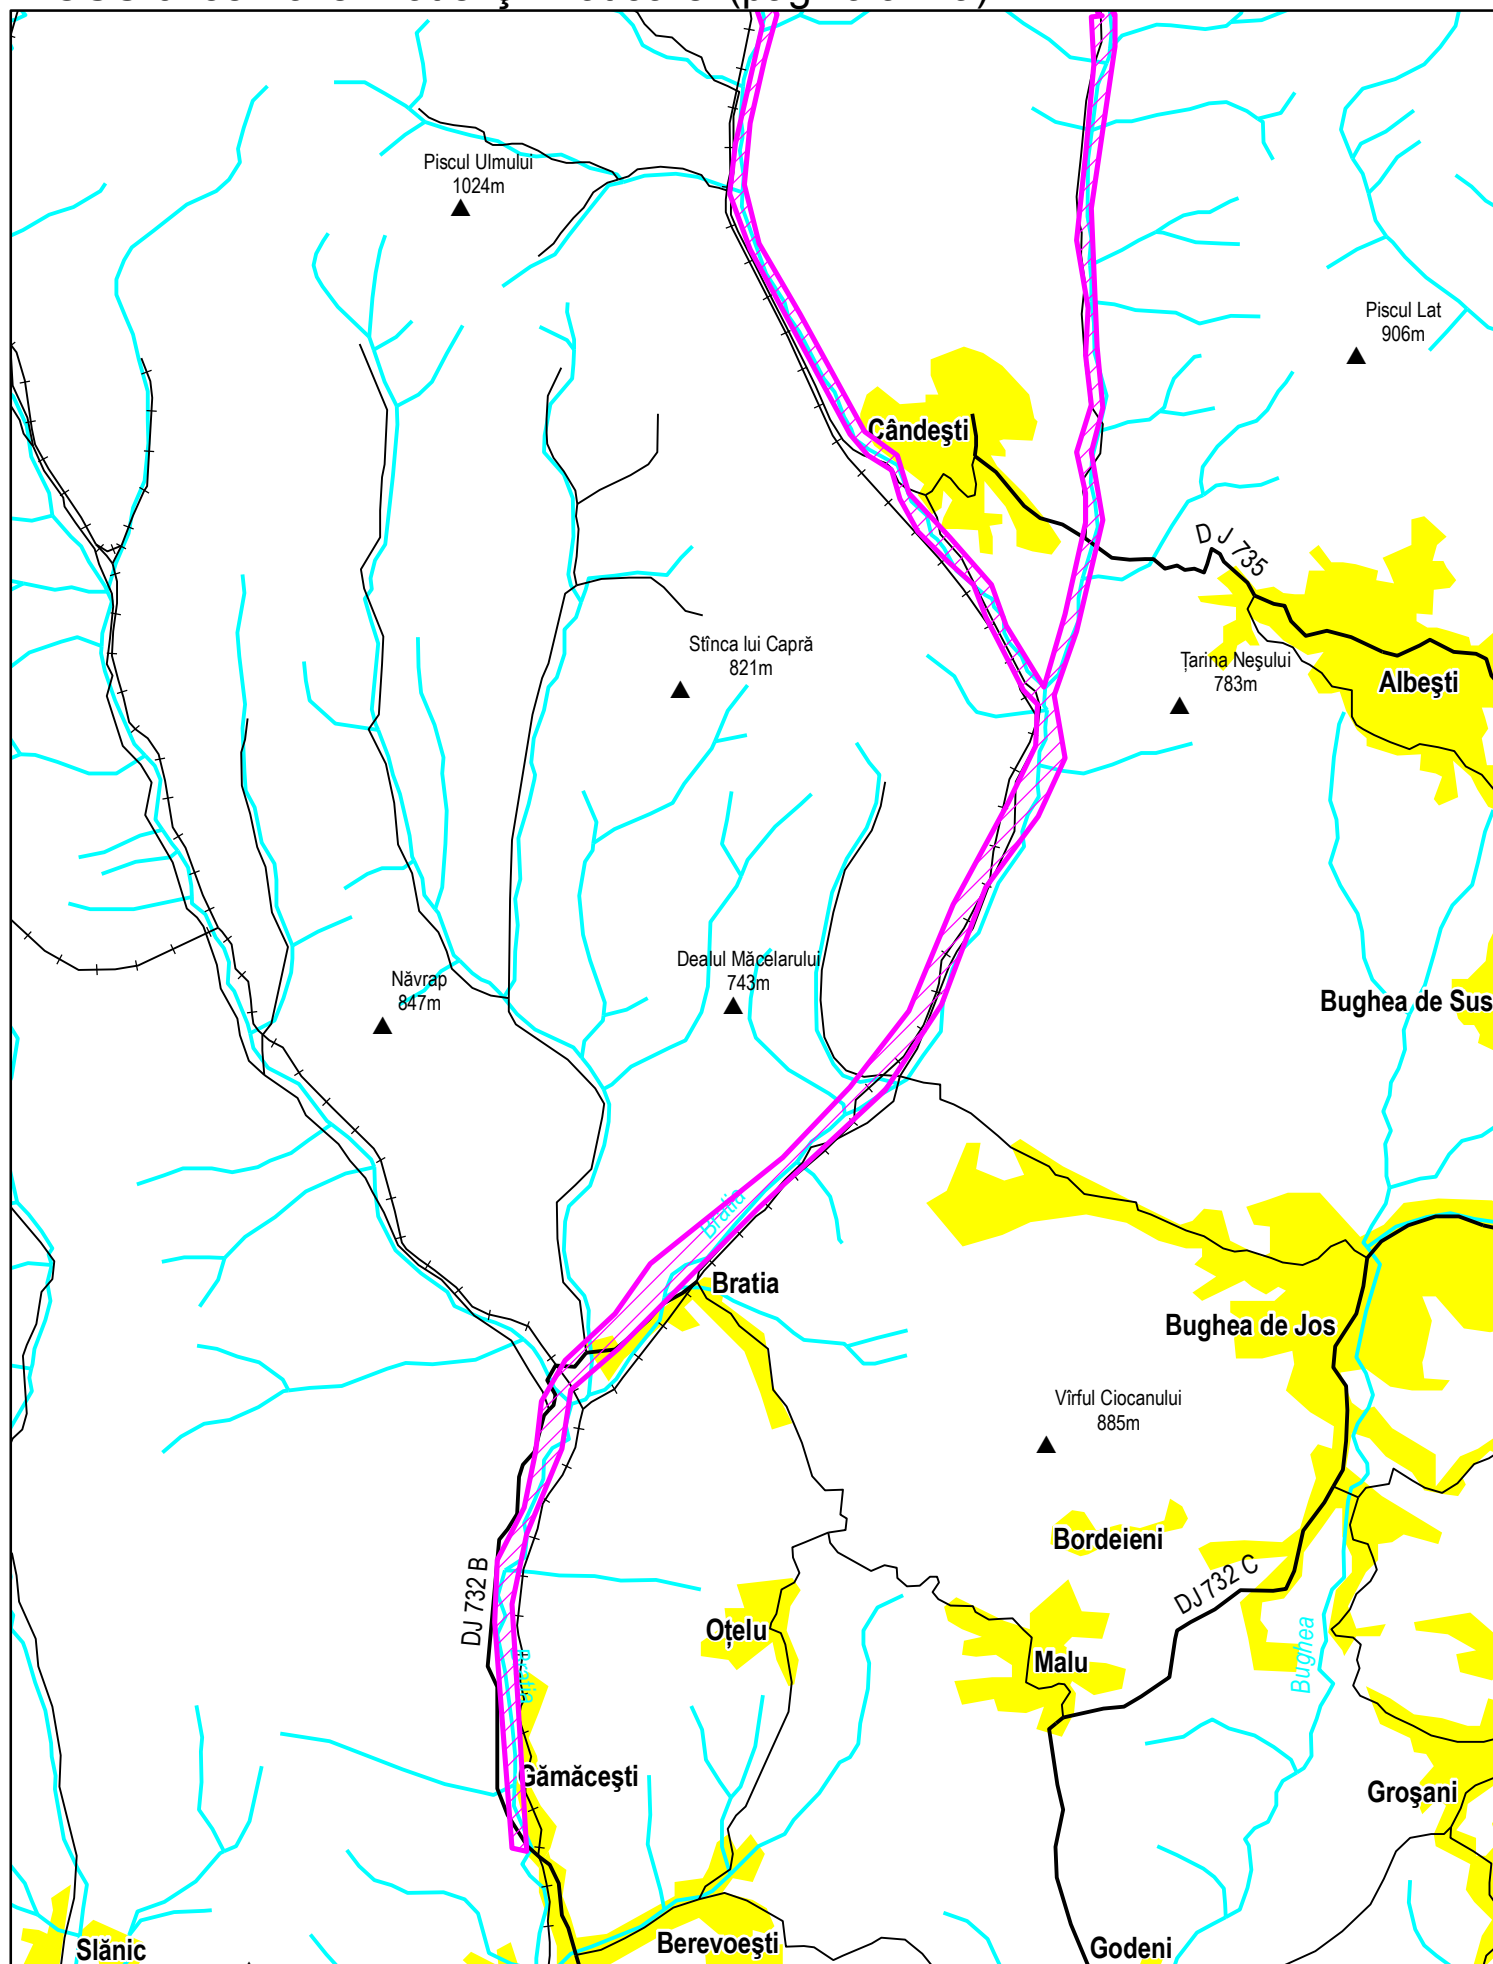 Piscul Ulmului
1024m
Piscul Lat
906m
Cândeşti
D J 735
Stînca lui Capră
821m
Țarina Neşului
783m
Albeşti
Dealul Măcelarului
743m
Năvrap
847m
Bughea de Sus
Bratia
Bratia
Bughea de Jos
Vîrful Ciocanului
885m
Bordeieni
DJ 732 B
DJ 732 C
Oţelu
Malu
Bughea
Bratia
Gămăceşti
Groşani
Slănic
Berevoeşti
Godeni